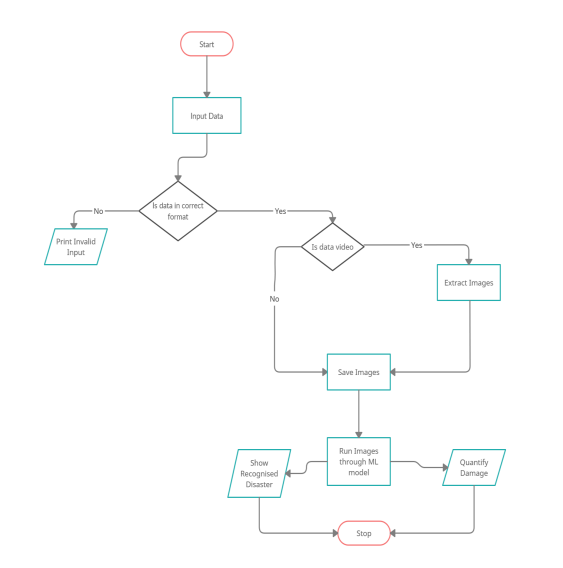 Start
Input Data
Is data in correct
format
No
Yes
Print Invalid
Input
Is data video
Yes
Extract Images
No
Save Images
Run Images
through ML
model
Show
Recognised
Disaster
Quantify
Damage
Stop